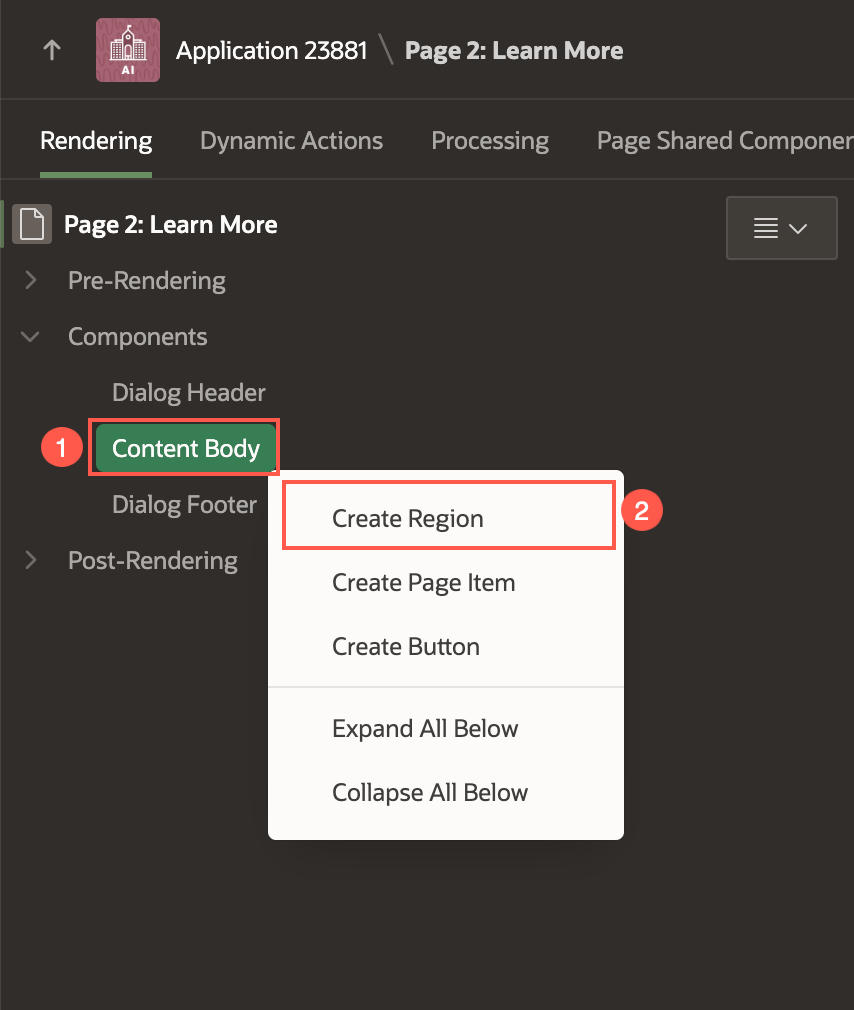 AI
Application 23881 \ Page 2: Learn More
Rendering Dynamic Actions Processing Page Shared Componen
Page 2: Learn More
Pre-Rendering
Components
Dialog Header
1 Content Body
Dialog Footer
Create Region 2
Post-Rendering
Create Page Item
Create Button
Expand All Below
Collapse All Below